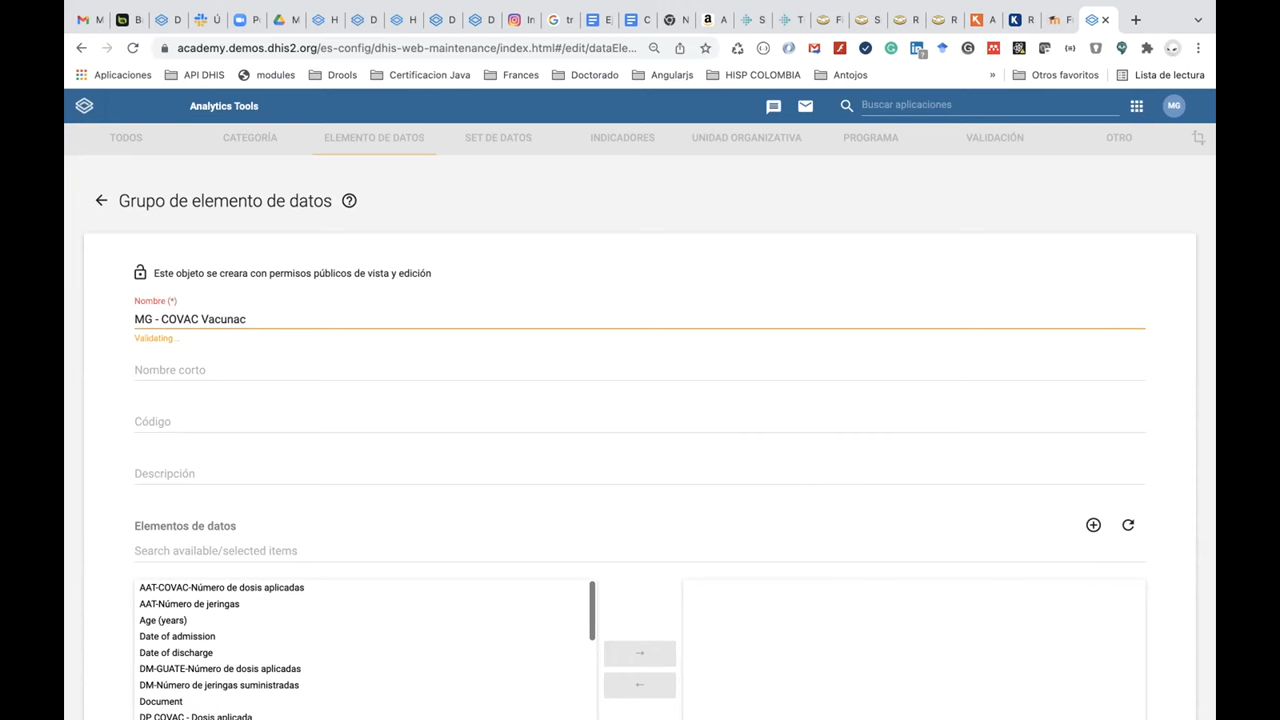 M
B
D
Ú
P
M
H
D
H
D
D
In
tr
E
C
N
A
S
T
Fi
S
R
R
A
R
F
academy.demos.dhis2.org/es-config/dhis-web-maintenance/index.html#/edit/dataEle...
Aplicaciones
API DHIS
modules
Drools
Certificacion Java
Frances
Doctorado
Angularjs
HISP COLOMBIA
Antojos
»
Otros favoritos
Lista de lectura
Analytics Tools
Buscar aplicaciones
MG
TODOS
CATEGORÍA
ELEMENTO DE DATOS
SET DE DATOS
INDICADORES
UNIDAD ORGANIZATIVA
PROGRAMA
VALIDACIÓN
OTRO
Grupo de elemento de datos
Este objeto se creara con permisos públicos de vista y edición
Nombre (*)
MG - COVAC Vacunac
Validating...
Nombre corto
Código
Descripción
Elementos de datos
Search available/selected items
AAT-COVAC-Número de dosis aplicadas
AAT-Número de jeringas
Age (years)
Date of admission
Date of discharge
DM-GUATE-Número de dosis aplicadas
DM-Número de jeringas suministradas
Document
DP COVAC - Dosis aplicada
→
←